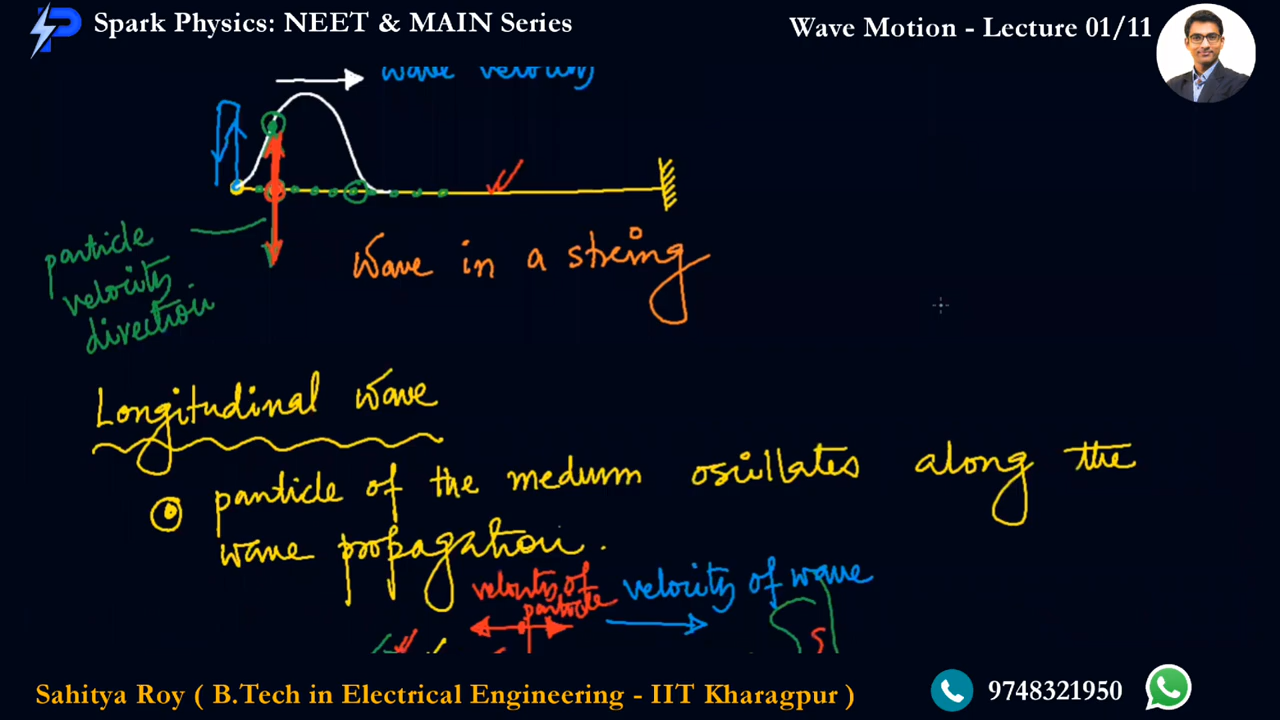 Spark Physics: NEET & MAIN Series
Wave Motion - Lecture 01/11
wave velocity
particle
velocity
direction
Wave in a string
Longitudinal wave
particle of the medium oscillates along the
wave propagation.
velocity of
particle
velocity of wave
Sahitya Roy ( B.Tech in Electrical Engineering - IIT Kharagpur )
9748321950